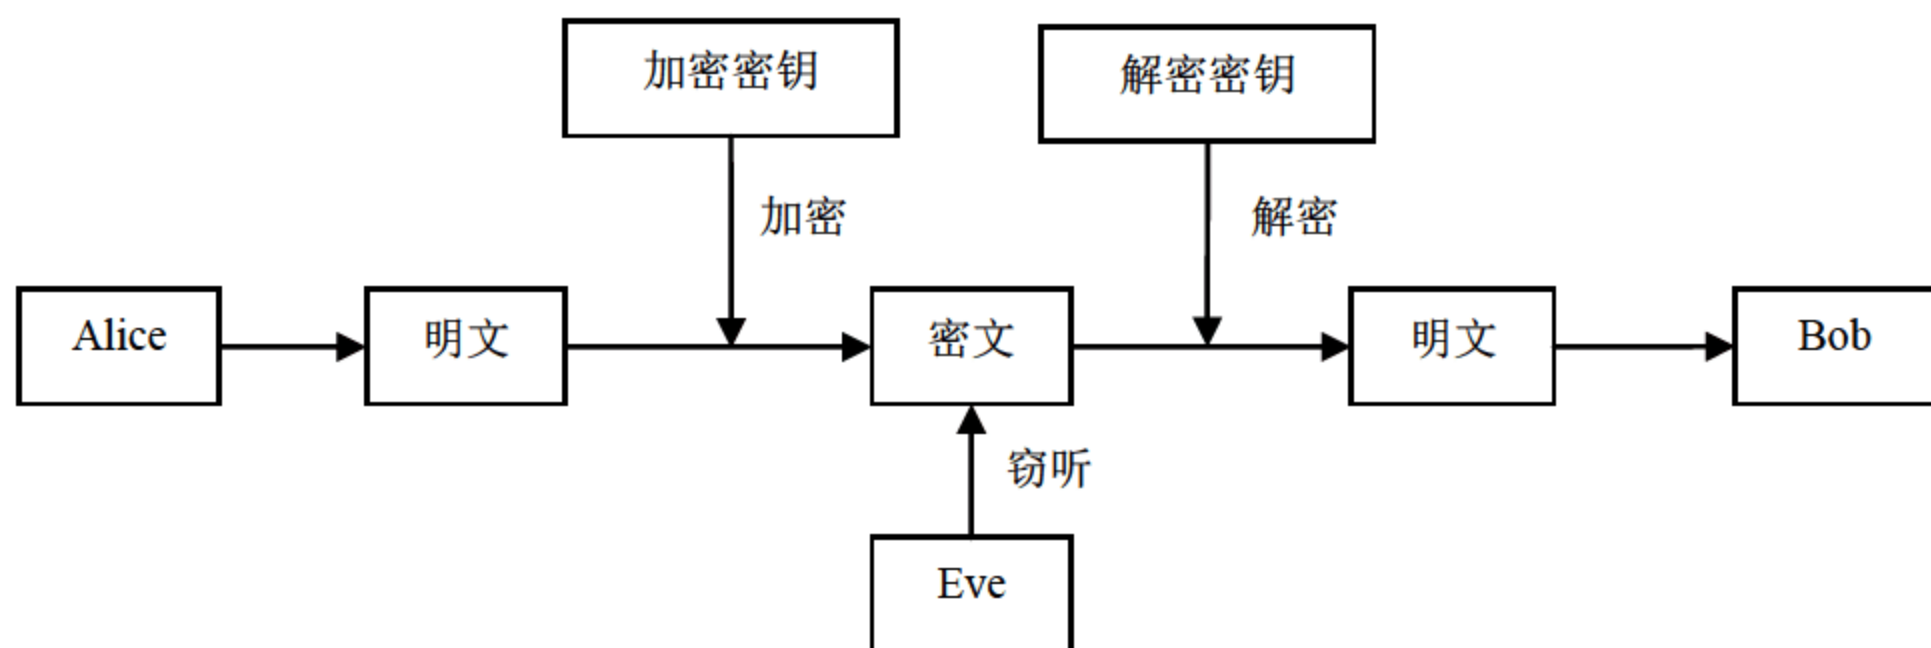 加密密钥
解密密钥
加密
解密
Alice
明文
密文
明文
Bob
窃听
Eve